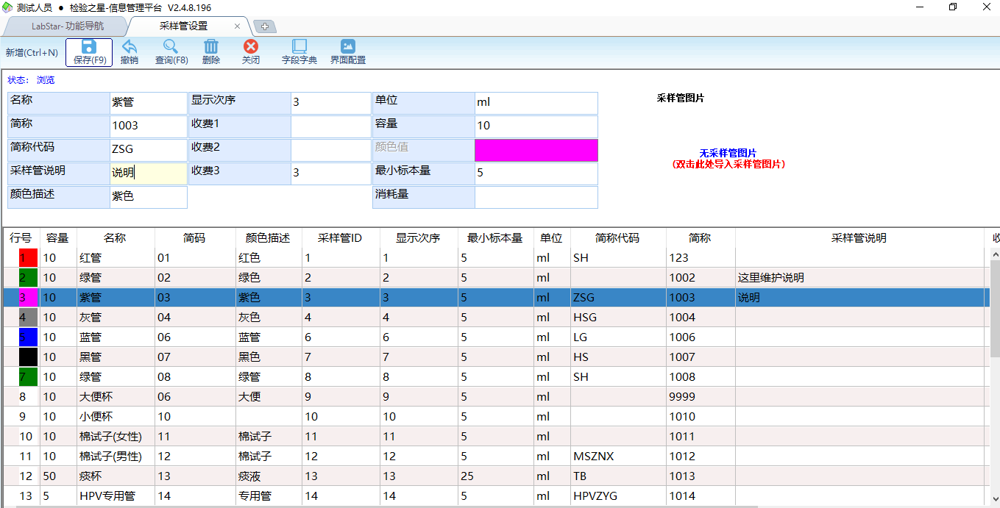 测试人员 ● 检验之星-信息管理平台 V2.4.8.196
LabStar- 功能导航 采样管设置
新增(Ctrl+N) 保存(F9) 撤销 查询(F8) 删除 关闭 字段字典 界面配置
状态： 浏览
名称 紫管 显示次序 3 单位 ml 采样管图片
简称 1003 收费1 容量 10
简称代码 ZSG 收费2 颜色值 无采样管图片
(双击此处导入采样管图片)
采样管说明 说明 收费3 3 最小标本量 5
颜色描述 紫色 消耗量
行号 容量 名称 简码 颜色描述 采样管ID 显示次序 最小标本量 单位 简称代码 简称 采样管说明 收
1 10 红管 01 红色 1 1 5 ml SH 123
2 10 绿管 02 绿色 2 2 5 ml 1002 这里维护说明
3 10 紫管 03 紫色 3 3 5 ml ZSG 1003 说明
4 10 灰管 04 灰色 4 4 5 ml HSG 1004
5 10 蓝管 06 蓝管 6 6 5 ml LG 1006
10 黑管 07 黑色 7 7 5 ml HS 1007
7 10 绿管 08 绿管 8 8 5 ml SH 1008
8 10 大便杯 06 大便 9 9 5 ml 9999
9 10 小便杯 10 10 10 5 ml 1010
10 10 棉试子(女性) 11 棉试子 11 11 5 ml 1011
11 10 棉试子(男性) 12 棉试子 12 12 5 ml MSZNX 1012
12 50 痰杯 13 痰液 13 13 25 ml TB 1013
13 5 HPV专用管 14 专用管 14 14 5 ml HPVZYG 1014